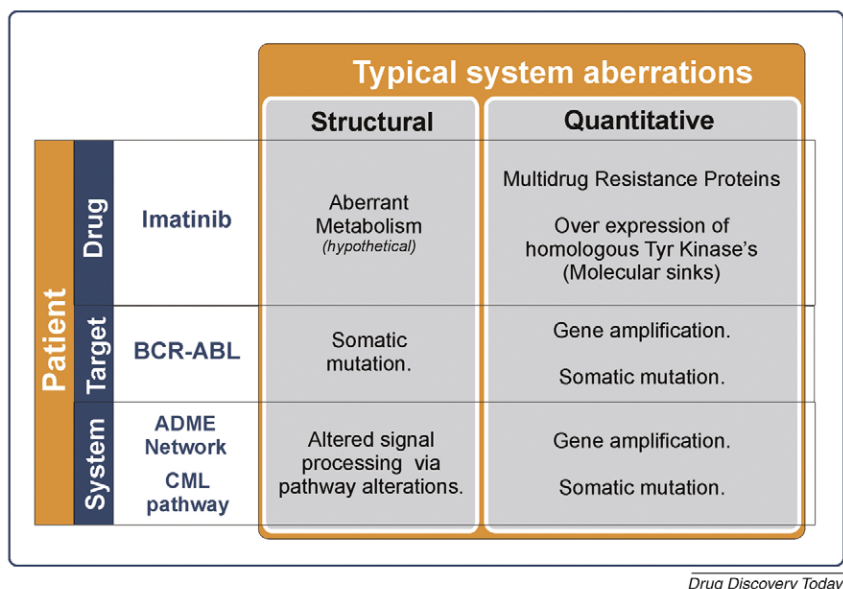 Typical system aberrations
Structural
Quantitative
Patient
Drug
Imatinib
Aberrant
Metabolism
(hypothetical)
Multidrug Resistance Proteins
Over expression of
homologous Tyr Kinase's
(Molecular sinks)
Target
BCR-ABL
Somatic
mutation.
Gene amplification.
Somatic mutation.
System
ADME
Network
CML
pathway
Altered signal
processing via
pathway alterations.
Gene amplification.
Somatic mutation.
Drug Discovery Today